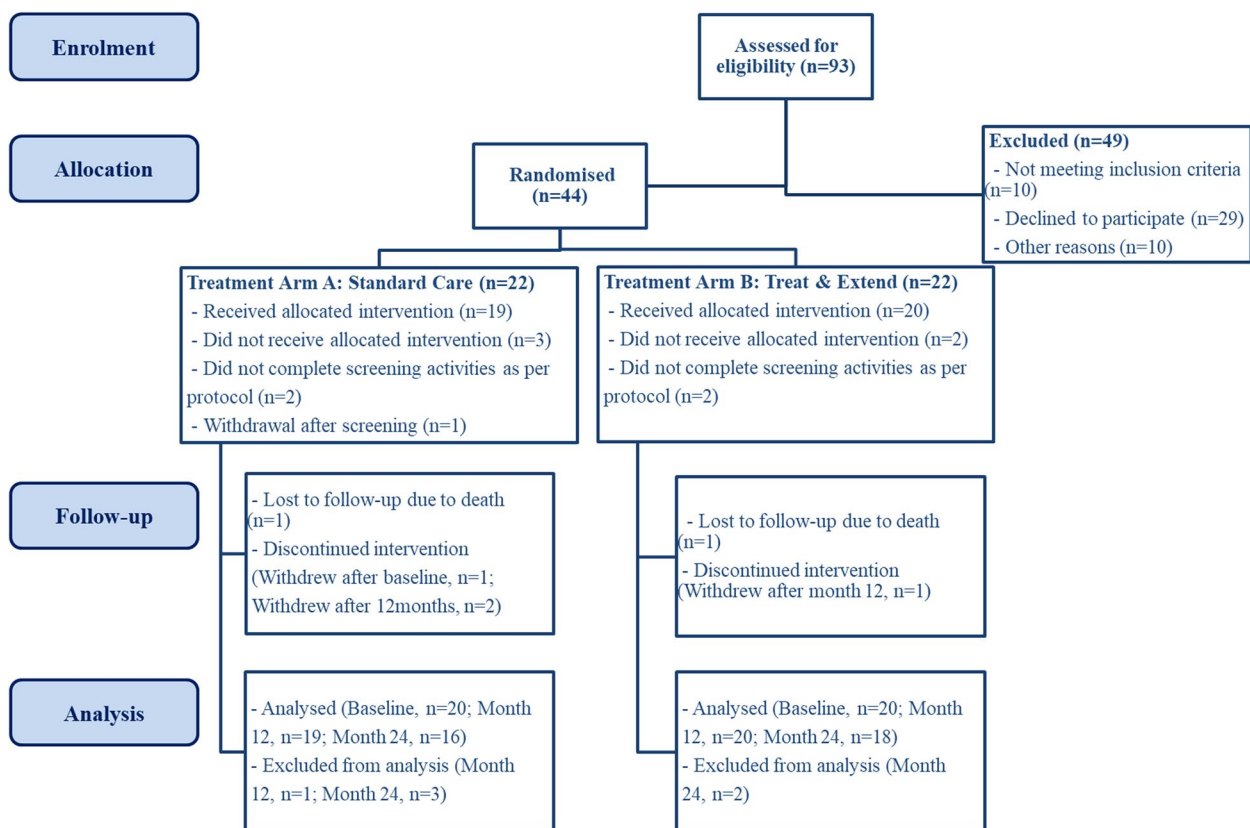 Enrolment
Assessed for
eligibility (n=93)
Allocation
Randomised
(n=44)
Excluded (n=49)
- Not meeting inclusion criteria
(n=10)
- Declined to participate (n=29)
- Other reasons (n=10)
Treatment Arm A: Standard Care (n=22)
- Received allocated intervention (n=19)
- Did not receive allocated intervention (n=3)
- Did not complete screening activities as per
protocol (n=2)
- Withdrawal after screening (n=1)
Treatment Arm B: Treat & Extend (n=22)
- Received allocated intervention (n=20)
- Did not receive allocated intervention (n=2)
- Did not complete screening activities as per
protocol (n=2)
Follow-up
- Lost to follow-up due to death
(n=1)
- Discontinued intervention
(Withdrew after baseline, n=1;
Withdrew after 12months, n=2)
- Lost to follow-up due to death
(n=1)
- Discontinued intervention
(Withdrew after month 12, n=1)
Analysis
- Analysed (Baseline, n=20; Month
12, n=19; Month 24, n=16)
- Excluded from analysis (Month
12, n=1; Month 24, n=3)
- Analysed (Baseline, n=20; Month
12, n=20; Month 24, n=18)
- Excluded from analysis (Month
24, n=2)